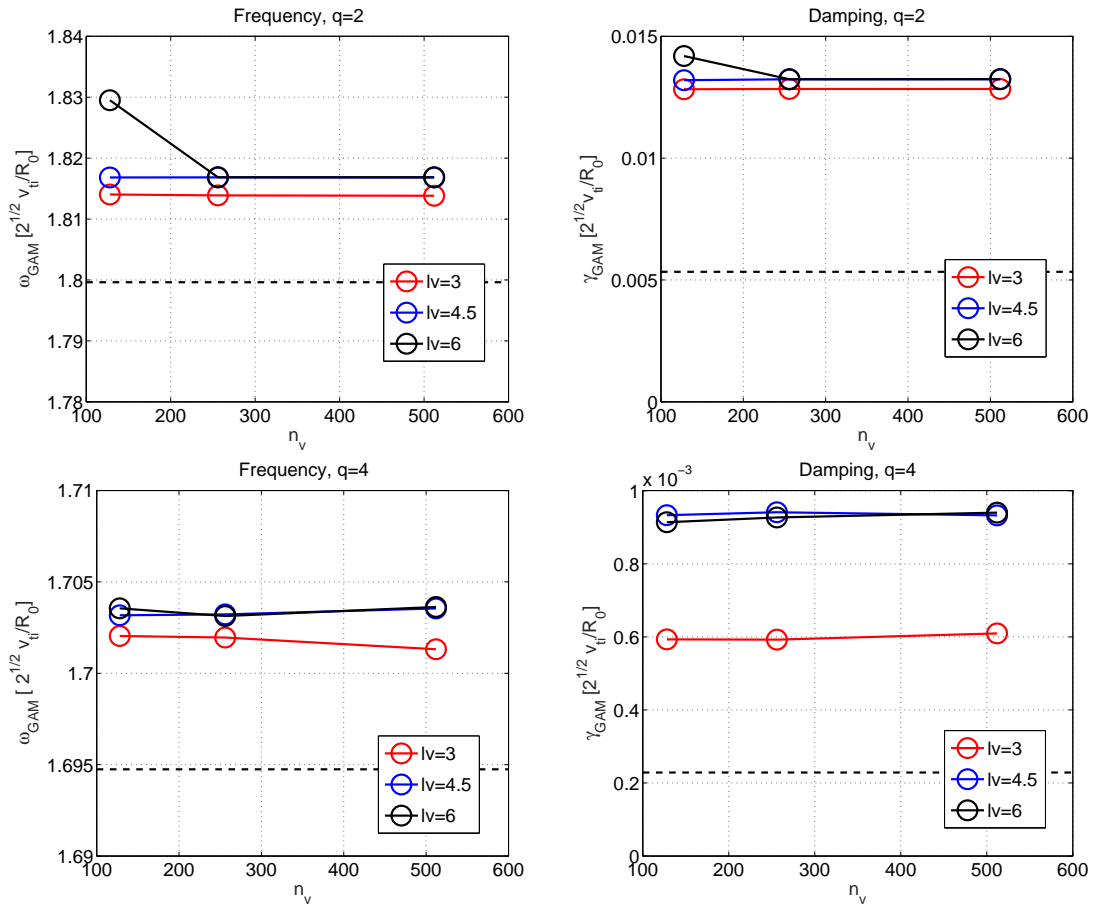 Frequency, q=2
1.84
1.83
1.82
1.81
1.8
1.79
1.78
ω_GAM [2^1/2 v_ti/R_0]
100 200 300 400 500 600
n_v
lv=3
lv=4.5
lv=6
Damping, q=2
0.015
0.01
0.005
0
γ_GAM [2^1/2 v_ti/R_0]
100 200 300 400 500 600
n_v
lv=3
lv=4.5
lv=6
Frequency, q=4
1.71
1.705
1.7
1.695
1.69
ω_GAM [ 2^1/2 v_ti/R_0]
100 200 300 400 500 600
n_v
lv=3
lv=4.5
lv=6
Damping, q=4
x 10^−3
1
0.8
0.6
0.4
0.2
0
γ_GAM [2^1/2 v_ti/R_0]
100 200 300 400 500 600
n_v
lv=3
lv=4.5
lv=6